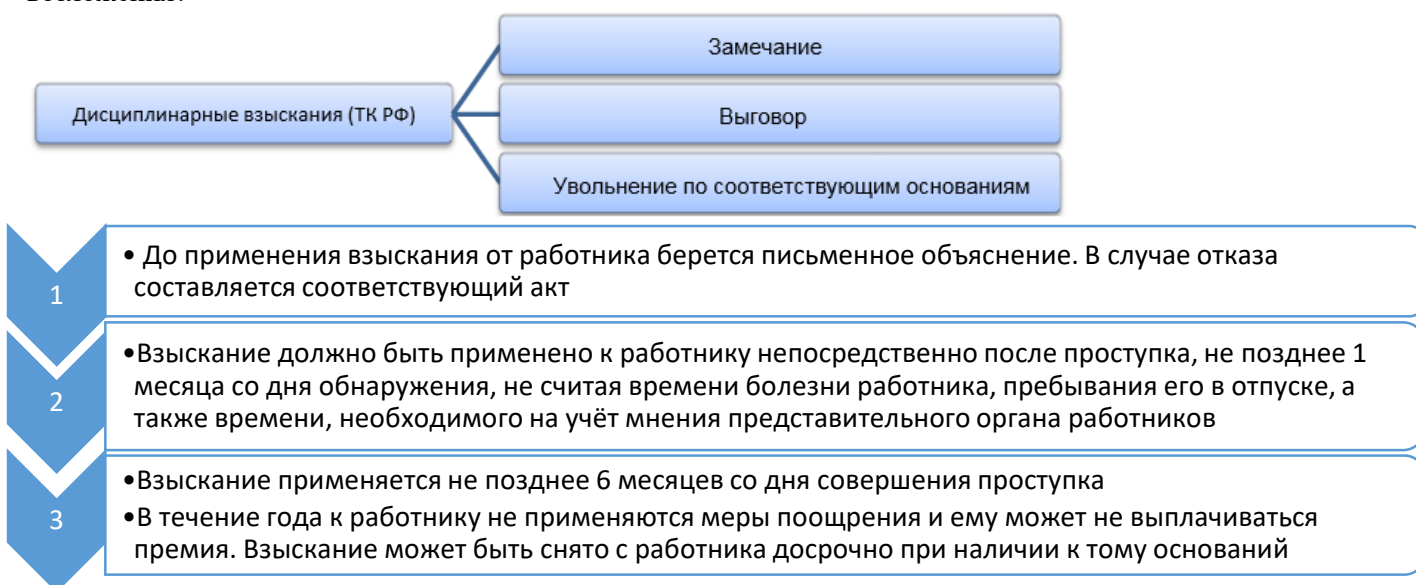 Замечание
Дисциплинарные взыскания (ТК РФ)
Выговор
Увольнение по соответствующим основаниям
1
• До применения взыскания от работника берется письменное объяснение. В случае отказа
составляется соответствующий акт
2
•Взыскание должно быть применено к работнику непосредственно после проступка, не позднее 1
месяца со дня обнаружения, не считая времени болезни работника, пребывания его в отпуске, а
также времени, необходимого на учёт мнения представительного органа работников
3
•Взыскание применяется не позднее 6 месяцев со дня совершения проступка
•В течение года к работнику не применяются меры поощрения и ему может не выплачиваться
премия. Взыскание может быть снято с работника досрочно при наличии к тому оснований